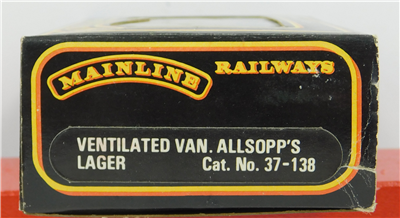 MAINLINE RAILWAYS
VENTILATED VAN. ALLSOPP'S
LAGER Cat. No. 37-138